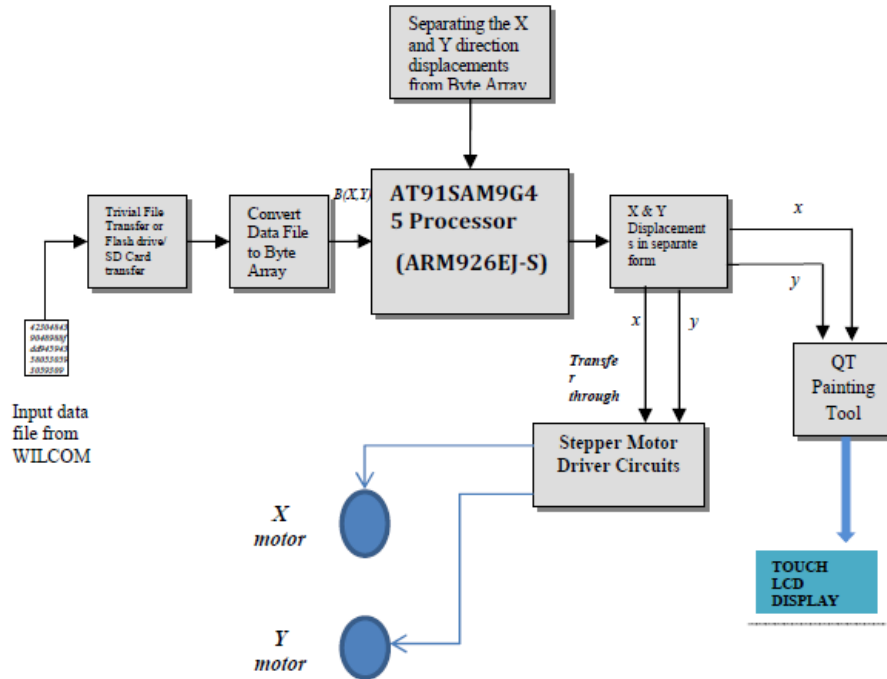 Separating the X
and Y direction
displacements
from Byte Array
Trivial File
Transfer or
Flash drive/
SD Card
transfer
Convert
Data File
to Byte
Array
B(X,Y)
AT91SAM9G4
5 Processor
(ARM926EJ-S)
X & Y
Displacement
s in separate
form
x
y
x
y
Transfe
r
through
Input data
file from
WILCOM
QT
Painting
Tool
Stepper Motor
Driver Circuits
X
motor
Y
motor
TOUCH
LCD
DISPLAY